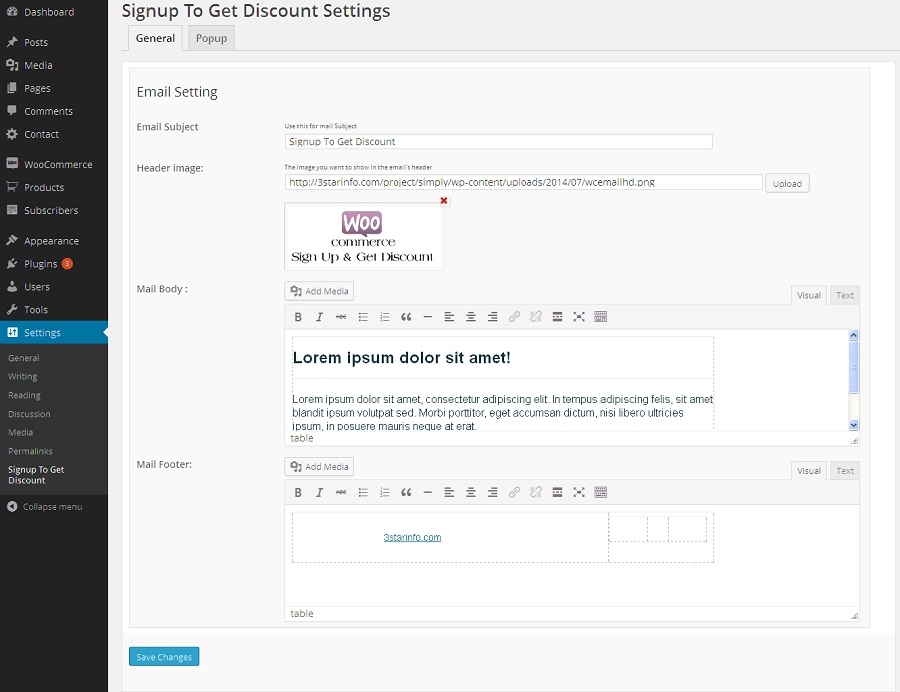 Dashboard
Posts
Media
Pages
Comments
Contact
WooCommerce
Products
Subscribers
Appearance
Plugins 3
Users
Tools
Settings
General
Writing
Reading
Discussion
Media
Permalinks
Signup To Get
Discount
Collapse menu
Signup To Get Discount Settings
General Popup
Email Setting
Email Subject
Use this for mail Subject
Signup To Get Discount
Header image:
The image you want to show in the email's header
http://3starinfo.com/project/simply/wp-content/uploads/2014/07/wcemailhd.png Upload
Woo
commerce
Sign Up & Get Discount
Mail Body :
Add Media Visual Text
B I ABC
Lorem ipsum dolor sit amet!
Lorem ipsum dolor sit amet, consectetur adipiscing elit. In tempus adipiscing felis, sit amet
blandit ipsum volutpat sed. Morbi porttitor, eget accumsan dictum, nisi libero ultricies
ipsum, in posuere mauris neque at erat.
table
Mail Footer:
Add Media Visual Text
B I ABC
3starinfo.com
table
Save Changes